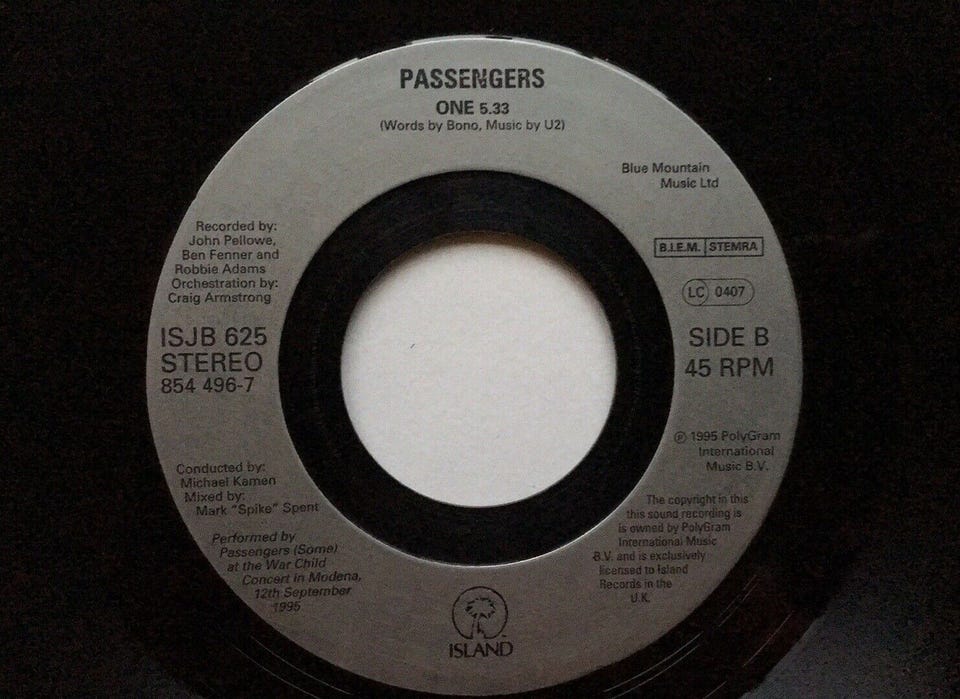 PASSENGERS
ONE 5.33
(Words by Bono, Music by U2)
Blue Mountain
Music Ltd
Recorded by:
John Pellowe,
Ben Fenner and
Robbie Adams
Orchestration by:
Craig Armstrong
B.I.E.M. STEMRA
LC 0407
ISJB 625
STEREO
854 496-7
SIDE B
45 RPM
℗ 1995 PolyGram
International
Music B.V.
Conducted by:
Michael Kamen
Mixed by:
Mark "Spike" Spent
Performed by
Passengers (Some)
at the War Child
Concert in Modena,
12th September
1995
The copyright in this
this sound recording is
is owned by PolyGram
International Music
B.V. and is exclusively
licensed to Island
Records in the
U.K.
ISLAND